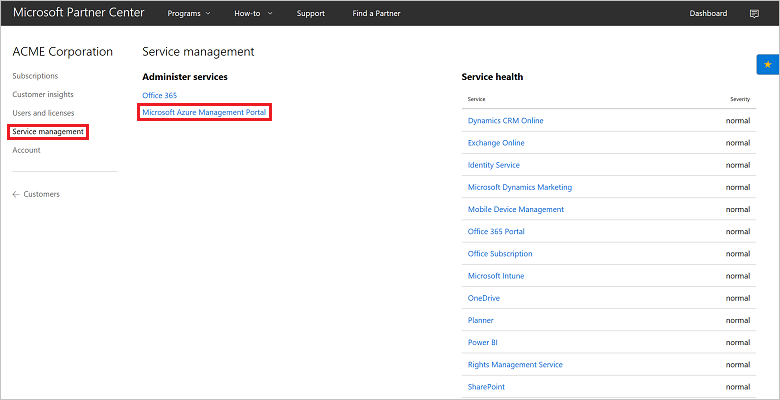 Microsoft Partner Center Programs How-to Support Find a Partner Dashboard
ACME Corporation
Subscriptions
Customer insights
Users and licenses
Service management
Account
← Customers
Service management
Administer services
Office 365
Microsoft Azure Management Portal
Service health
Service Severity
Dynamics CRM Online normal
Exchange Online normal
Identity Service normal
Microsoft Dynamics Marketing normal
Mobile Device Management normal
Office 365 Portal normal
Office Subscription normal
Microsoft Intune normal
OneDrive normal
Planner normal
Power BI normal
Rights Management Service normal
SharePoint normal